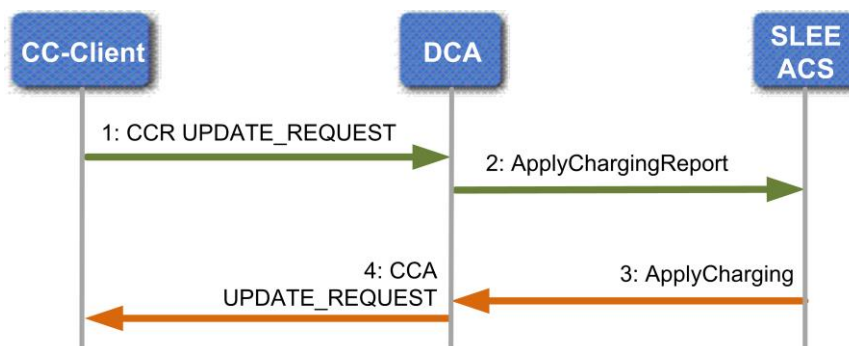 CC-Client
DCA
SLEE
ACS
1: CCR UPDATE_REQUEST
2: ApplyChargingReport
3: ApplyCharging
4: CCA
UPDATE_REQUEST